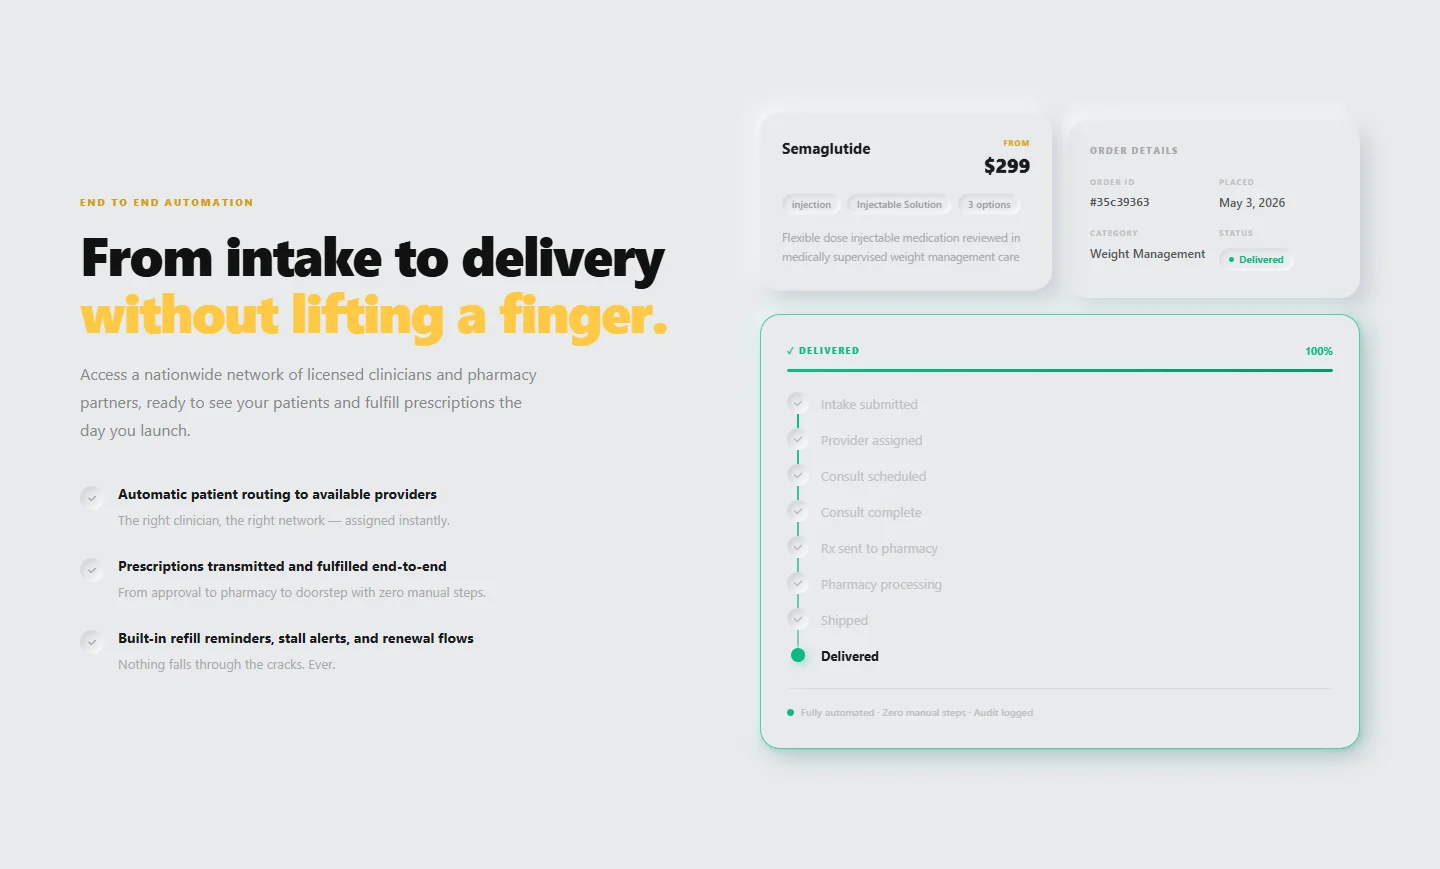 END TO END AUTOMATION
From intake to delivery
without lifting a finger.
Access a nationwide network of licensed clinicians and pharmacy
partners, ready to see your patients and fulfill prescriptions the
day you launch.
Automatic patient routing to available providers
The right clinician, the right network — assigned instantly.
Prescriptions transmitted and fulfilled end-to-end
From approval to pharmacy to doorstep with zero manual steps.
Built-in refill reminders, stall alerts, and renewal flows
Nothing falls through the cracks. Ever.
Semaglutide
FROM
$299
injection
Injectable Solution
3 options
Flexible dose injectable medication reviewed in
medically supervised weight management care
ORDER DETAILS
ORDER ID
#35c39363
PLACED
May 3, 2026
CATEGORY
Weight Management
STATUS
Delivered
✓ DELIVERED
100%
Intake submitted
Provider assigned
Consult scheduled
Consult complete
Rx sent to pharmacy
Pharmacy processing
Shipped
Delivered
Fully automated · Zero manual steps · Audit logged